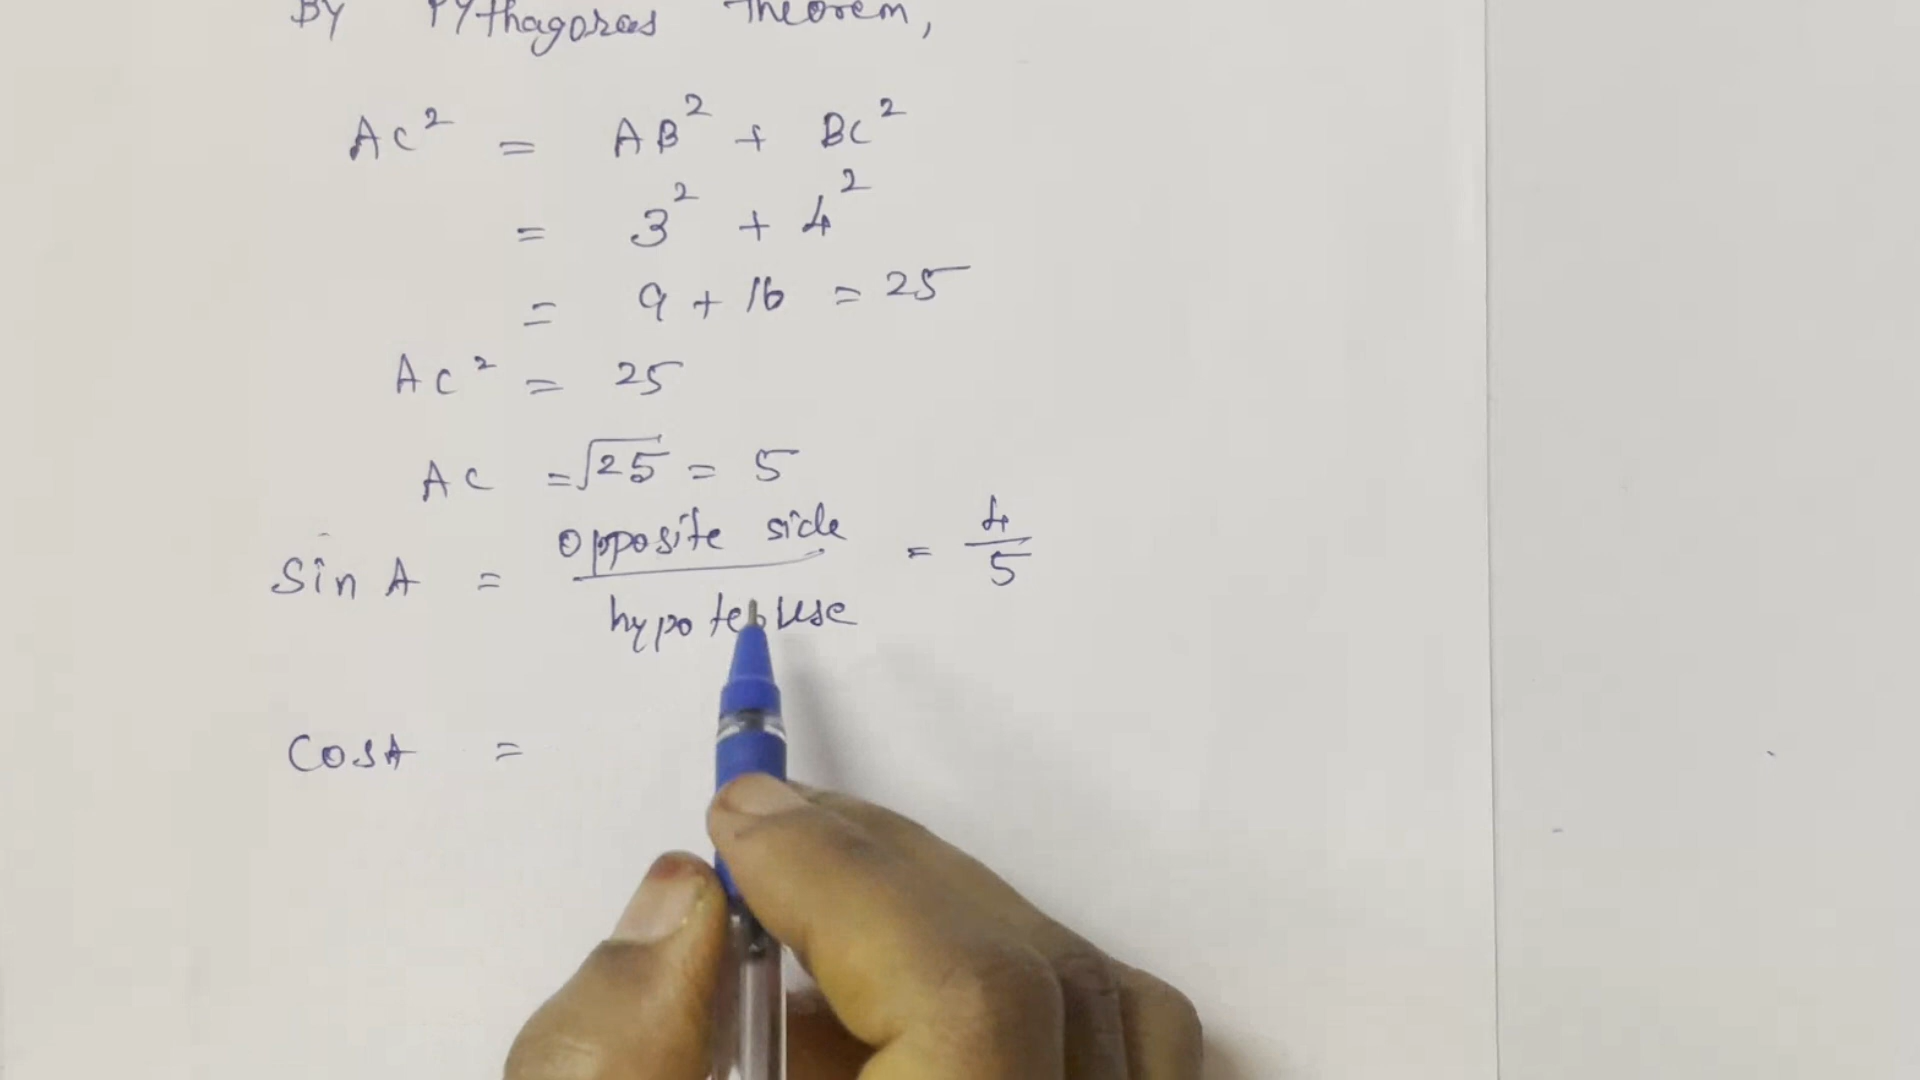 By Pythagoras Theorem,
AC² = AB² + BC²
= 3² + 4²
= 9 + 16 = 25
AC² = 25
AC = √25 = 5
Sin A = opposite side / hypotenuse = 4/5
CosA =